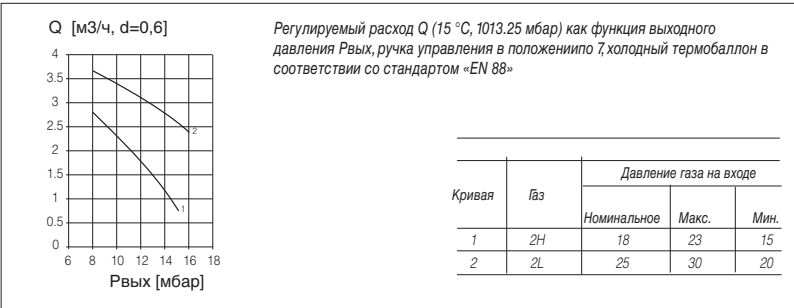 Q [м3/ч, d=0,6]
4
3.5
3
2.5
2
1.5
1
0.5
0
2
1
6 8 10 12 14 16 18
Рвых [мбар]
Регулируемый расход Q (15 °C, 1013.25 мбар) как функция выходного
давления Рвых, ручка управления в положениипо 7, холодный термобаллон в
соответствии со стандартом «EN 88»
Давление газа на входе
Кривая Газ
Номинальное Макс. Мин.
1 2H 18 23 15
2 2L 25 30 20